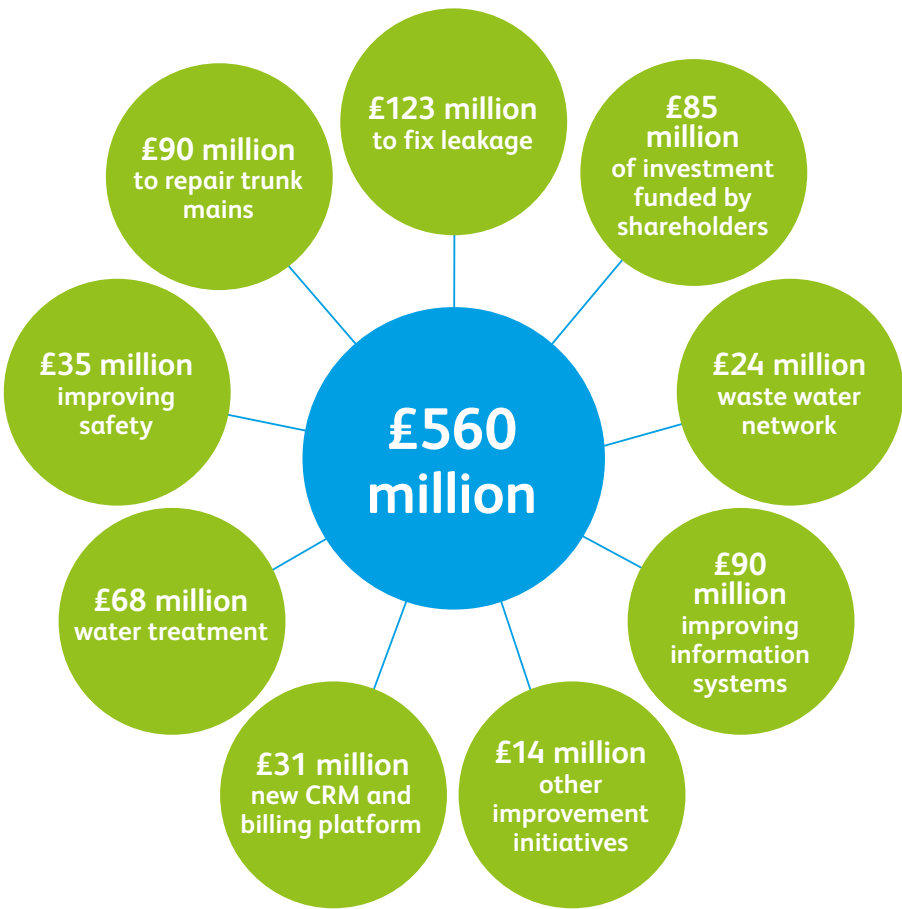 £123 million
to fix leakage
£85
million
of investment
funded by
shareholders
£24 million
waste water
network
£90
million
improving
information
systems
£14 million
other
improvement
initiatives
£31 million
new CRM and
billing platform
£68 million
water treatment
£35 million
improving
safety
£90 million
to repair trunk
mains
£560
million